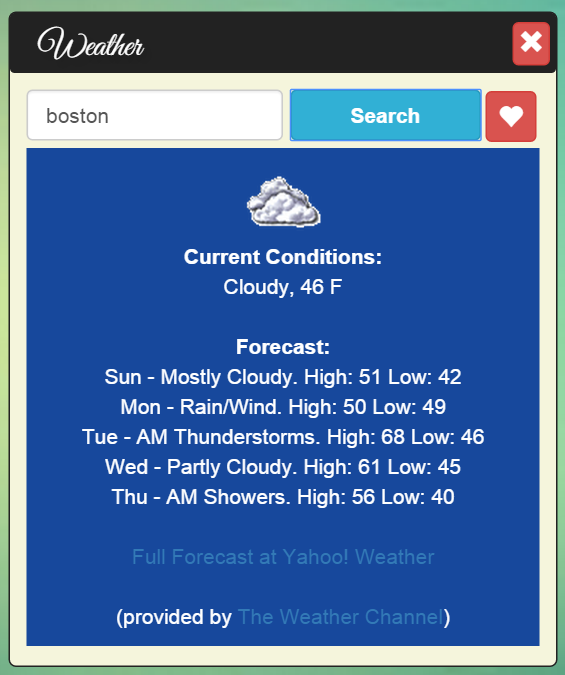 Weather
boston
Search
Current Conditions:
Cloudy, 46 F
Forecast:
Sun - Mostly Cloudy. High: 51 Low: 42
Mon - Rain/Wind. High: 50 Low: 49
Tue - AM Thunderstorms. High: 68 Low: 46
Wed - Partly Cloudy. High: 61 Low: 45
Thu - AM Showers. High: 56 Low: 40
Full Forecast at Yahoo! Weather
(provided by The Weather Channel)